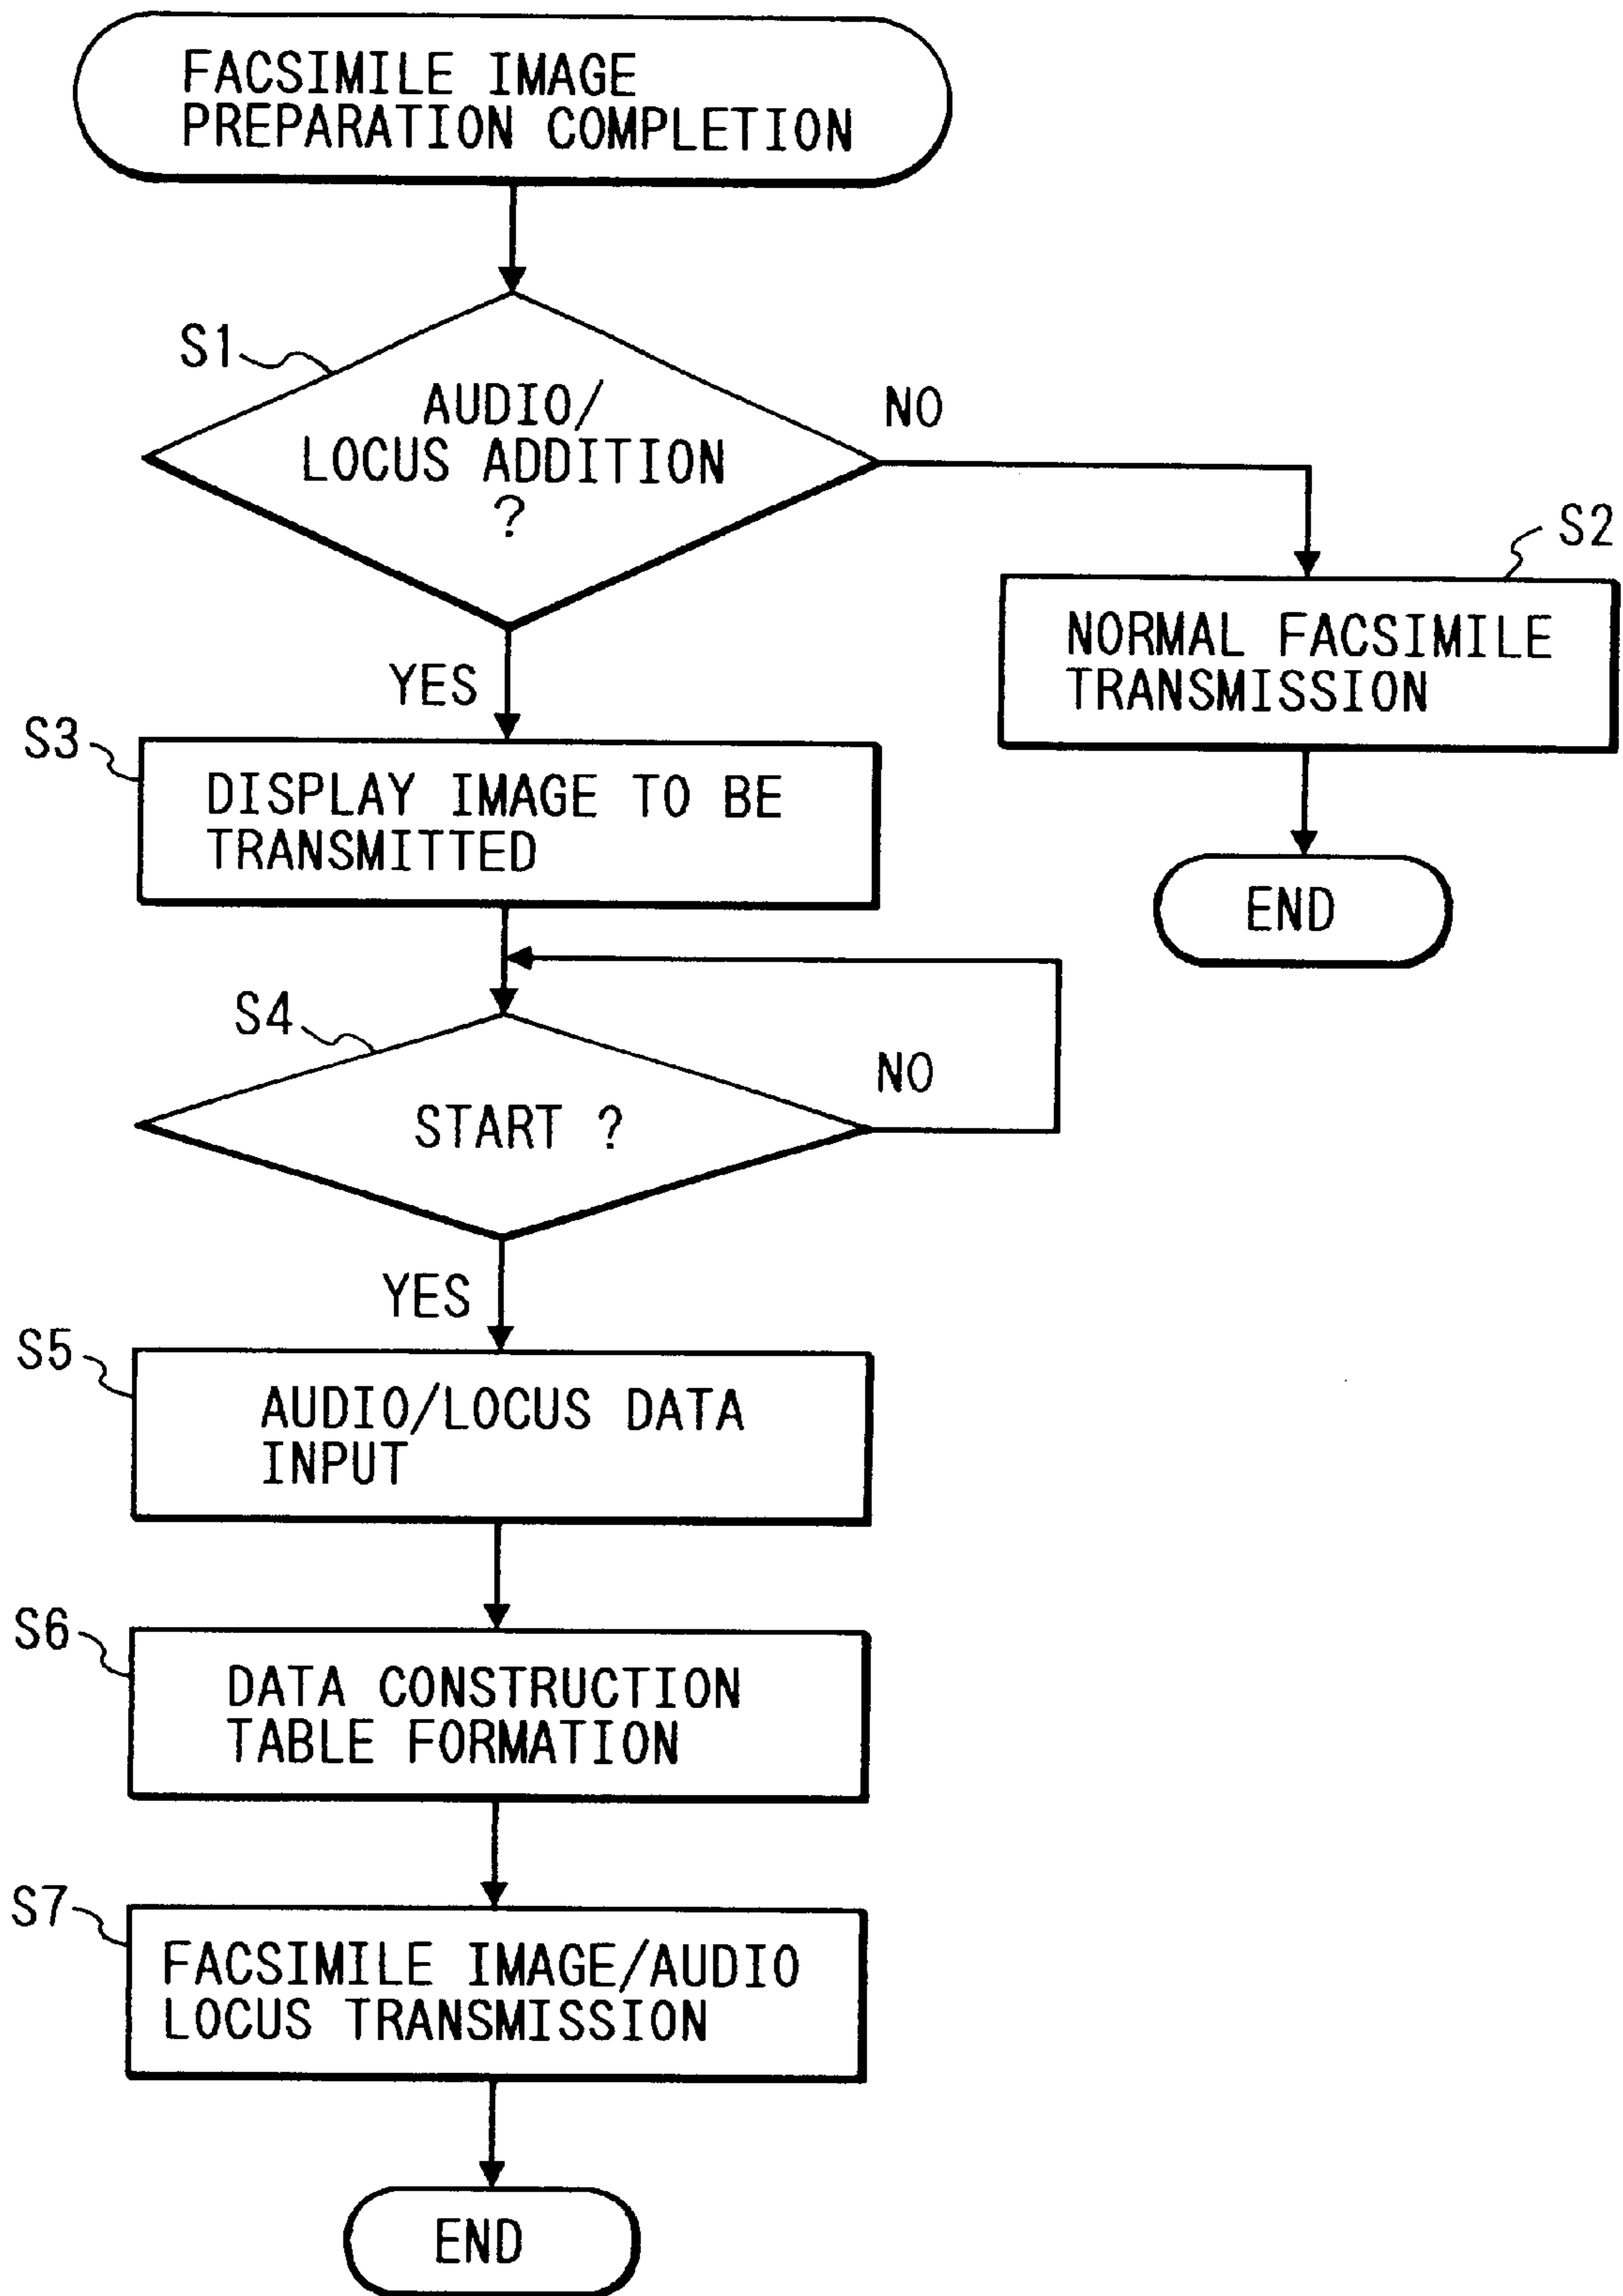 FACSIMILE IMAGE
PREPARATION COMPLETION
S1
AUDIO/
LOCUS ADDITION
?
NO
S2
NORMAL FACSIMILE
TRANSMISSION
END
YES
S3
DISPLAY IMAGE TO BE
TRANSMITTED
S4
START ?
NO
YES
S5
AUDIO/LOCUS DATA
INPUT
S6
DATA CONSTRUCTION
TABLE FORMATION
S7
FACSIMILE IMAGE/AUDIO
LOCUS TRANSMISSION
END